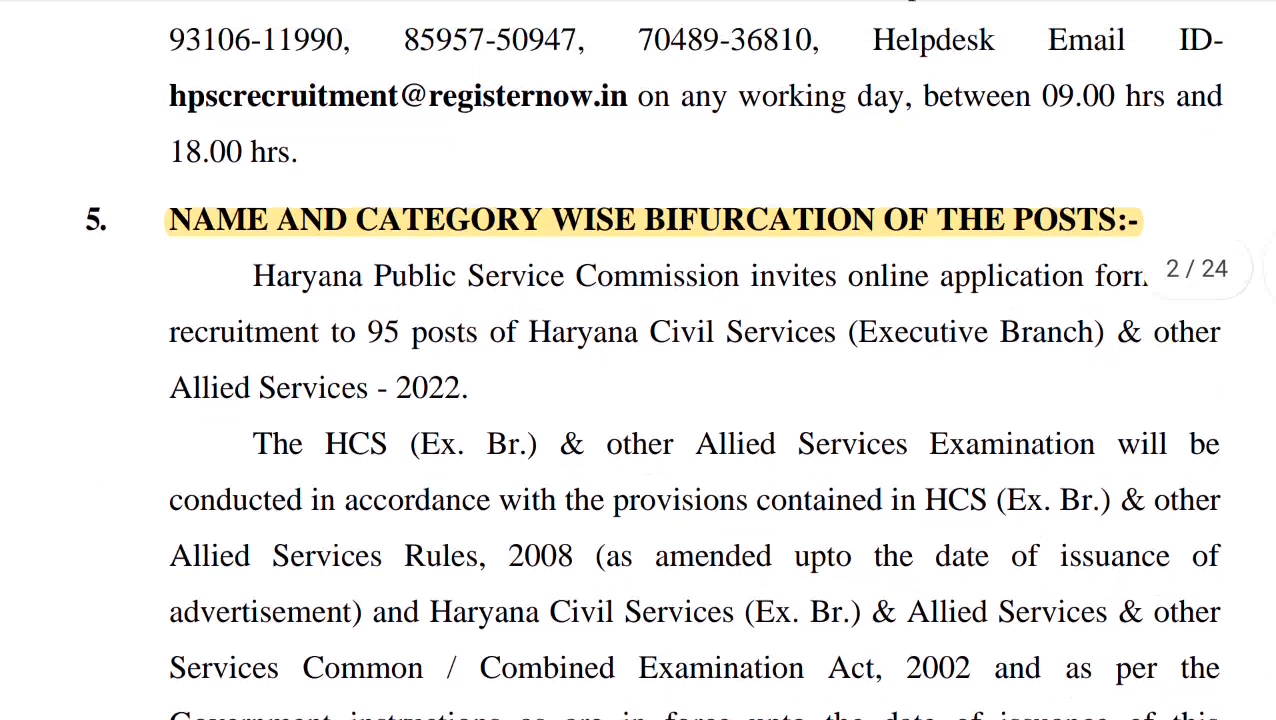 93106-11990, 85957-50947, 70489-36810, Helpdesk Email ID-
hpscrecruitment@registernow.in on any working day, between 09.00 hrs and
18.00 hrs.
5. NAME AND CATEGORY WISE BIFURCATION OF THE POSTS:-
Haryana Public Service Commission invites online application
2 / 24
recruitment to 95 posts of Haryana Civil Services (Executive Branch) & other
Allied Services - 2022.
The HCS (Ex. Br.) & other Allied Services Examination will be
conducted in accordance with the provisions contained in HCS (Ex. Br.) & other
Allied Services Rules, 2008 (as amended upto the date of issuance of
advertisement) and Haryana Civil Services (Ex. Br.) & Allied Services & other
Services Common / Combined Examination Act, 2002 and as per the